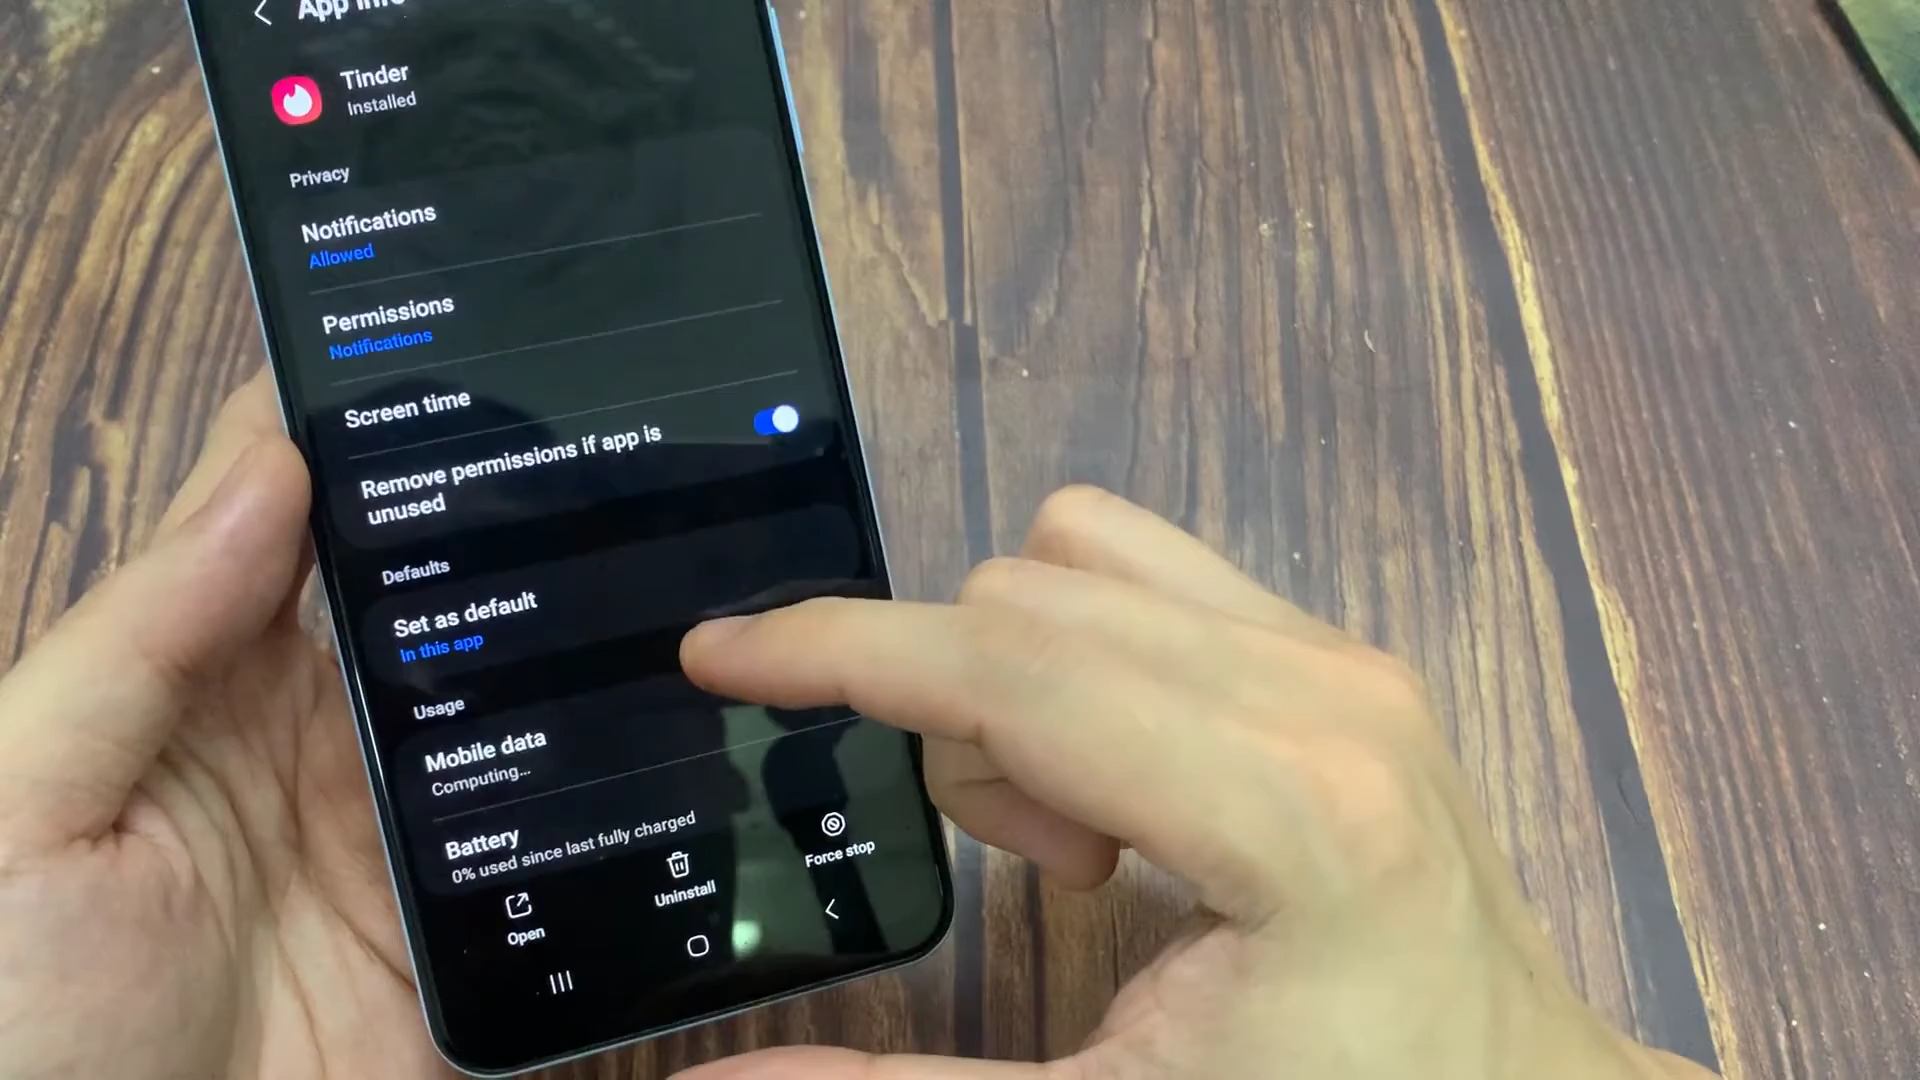 App info
Tinder
Installed
Privacy
Notifications
Allowed
Permissions
Notifications
Screen time
Remove permissions if app is
unused
Defaults
Set as default
In this app
Usage
Mobile data
Computing...
Battery
0% used since last fully charged
Open
Uninstall
Force stop